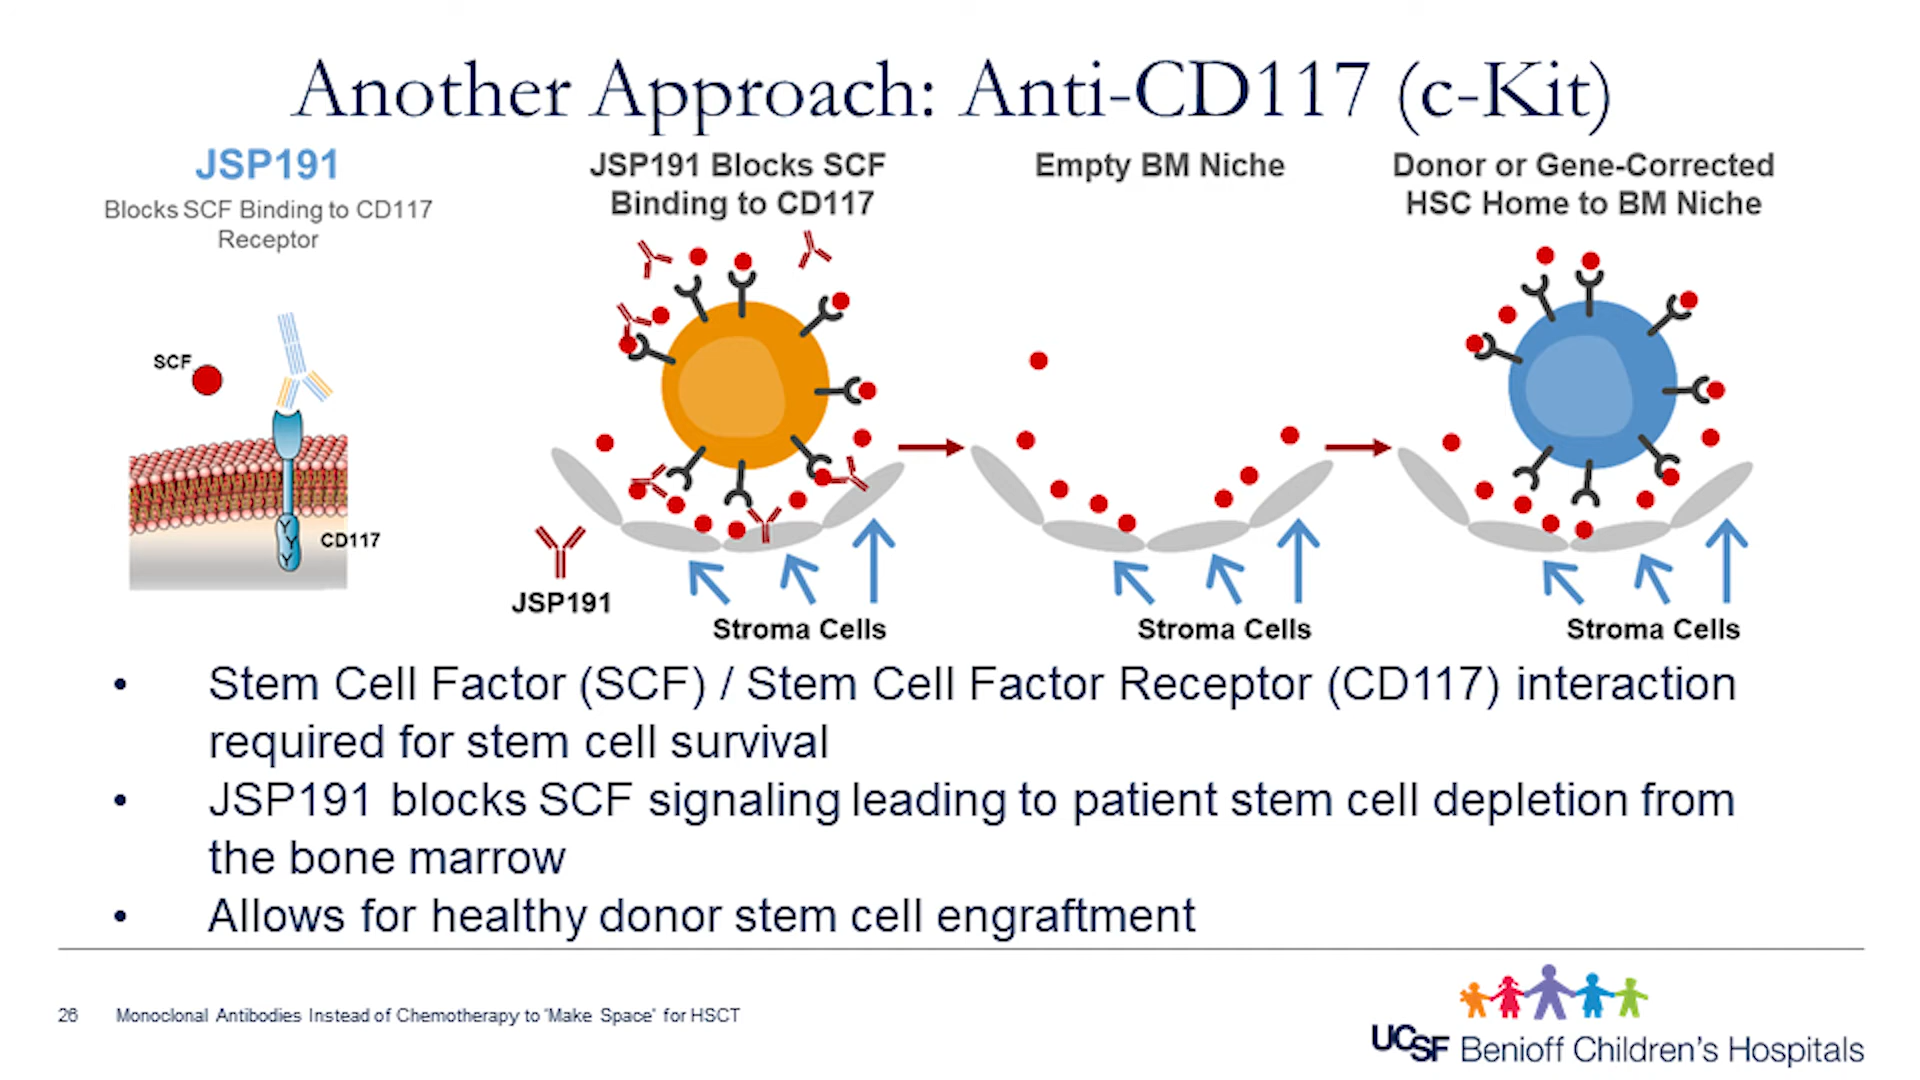 Another Approach: Anti-CD117 (c-Kit)
JSP191
Blocks SCF Binding to CD117
Receptor
SCF
CD117
JSP191 Blocks SCF
Binding to CD117
JSP191
Stroma Cells
Empty BM Niche
Stroma Cells
Donor or Gene-Corrected
HSC Home to BM Niche
Stroma Cells
• Stem Cell Factor (SCF) / Stem Cell Factor Receptor (CD117) interaction
required for stem cell survival
• JSP191 blocks SCF signaling leading to patient stem cell depletion from
the bone marrow
• Allows for healthy donor stem cell engraftment
26 Monoclonal Antibodies Instead of Chemotherapy to 'Make Space' for HSCT
UCSF Benioff Children's Hospitals